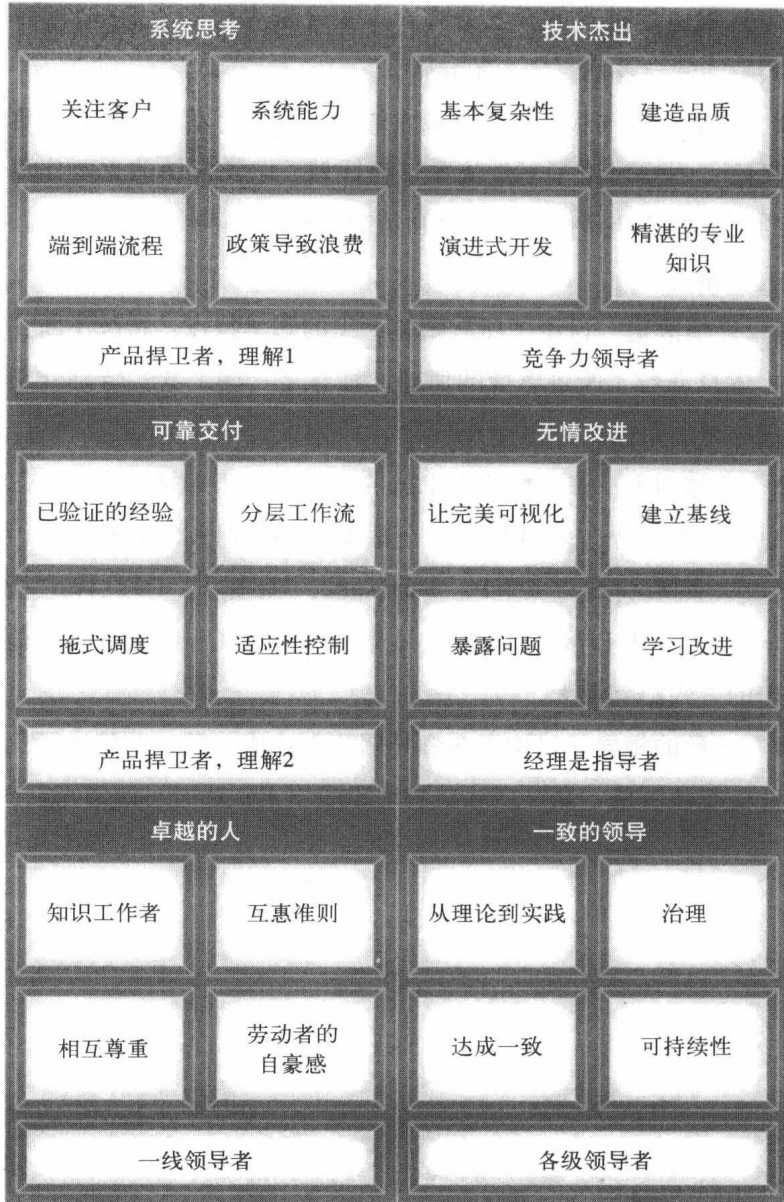 系统思考
关注客户
系统能力
端到端流程
政策导致浪费
产品捍卫者，理解1
技术杰出
基本复杂性
建造品质
演进式开发
精湛的专业
知识
竞争力领导者
可靠交付
已验证的经验
分层工作流
拖式调度
适应性控制
产品捍卫者，理解2
无情改进
让完美可视化
建立基线
暴露问题
学习改进
经理是指导者
卓越的人
知识工作者
互惠准则
相互尊重
劳动者的
自豪感
一线领导者
一致的领导
从理论到实践
治理
达成一致
可持续性
各级领导者